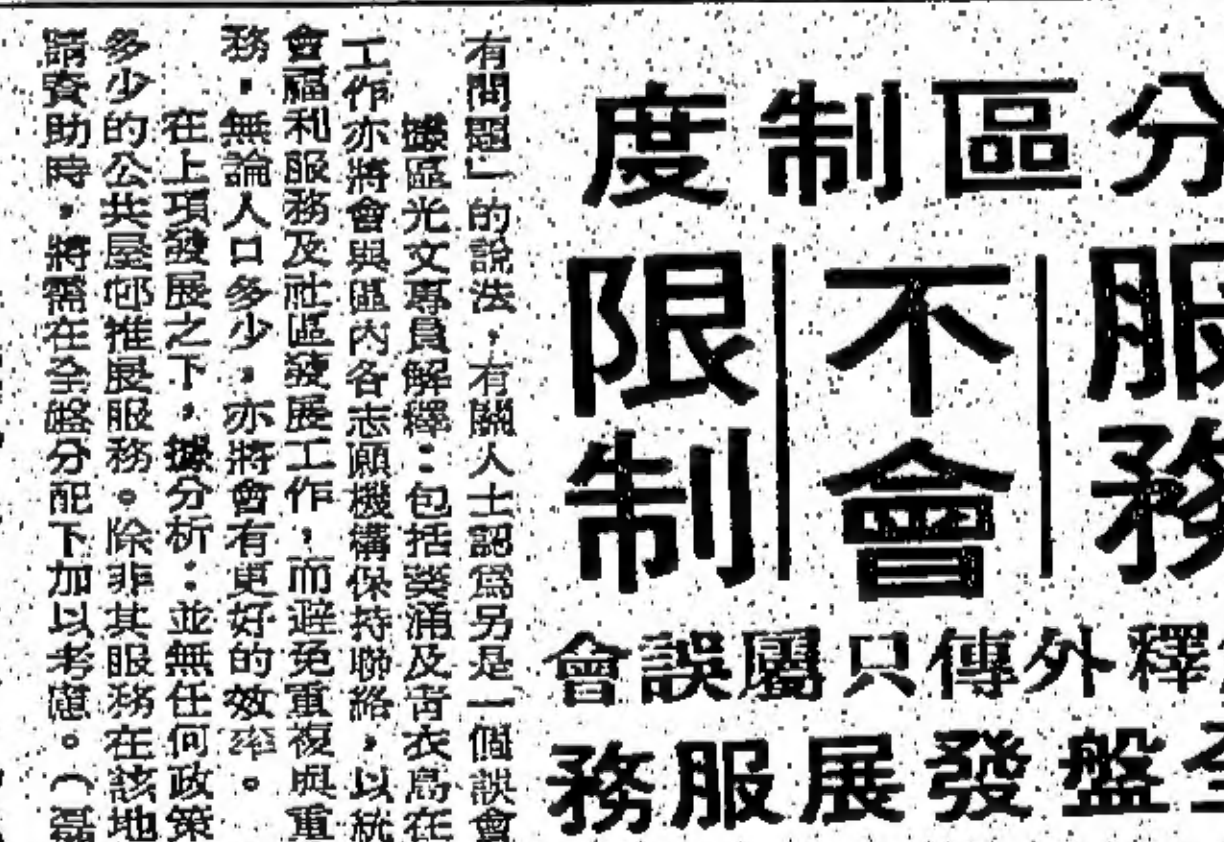 分區制度
服務
不會
限制
釋外傳只屬誤會
盤發展服務
有問題」的說法，有關人士認爲另是一個誤會
據區光文專員解釋：包括葵涌及青衣島在
工作亦將會與區內各志願機構保持聯絡，以統
會福利服務及社區發展工作，而避免重複與重
務，無論人口多少，亦將會有更好的效率。
在上項發展之下，據分析：並無任何政策
多少的公共屋邨推展服務。除非其服務在該地
請資助時，將需在全盤分配下加以考慮。（磊